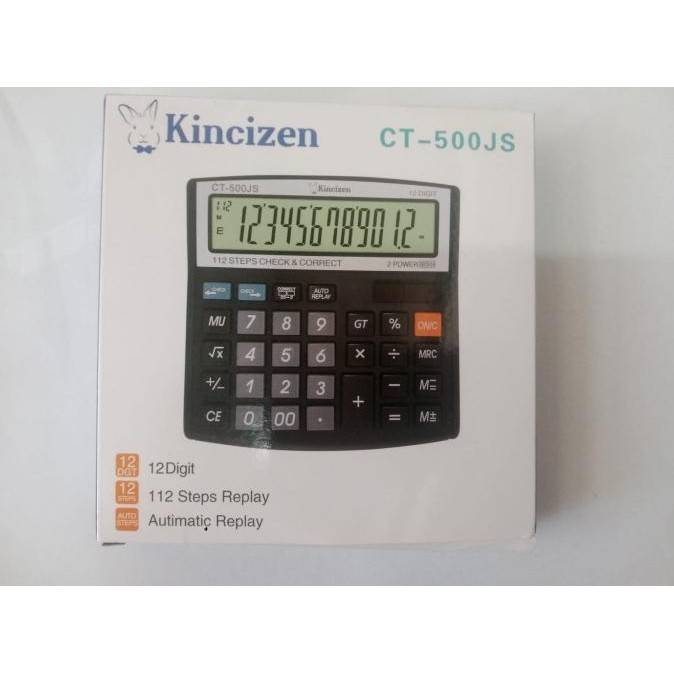 Kincizen CT-500JS
CT-500JS Kincizen 12 DIGIT
112
M
E
123456789012
112 STEPS CHECK & CORRECT 2 POWER
CHECK CHECK CORRECT AUTO REPLAY
MU 7 8 9 GT % ON/C
√x 4 5 6 × ÷ MRC
+/− 1 2 3 + − M=
CE 0 00 . = M±
12 DGT 12Digit
12 STEPS 112 Steps Replay
AUTO STEPS Autimatic Replay